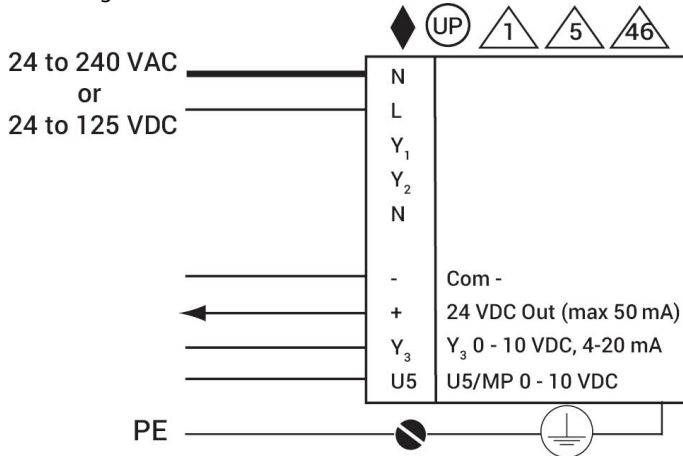 UP 1 5 46
24 to 240 VAC
or
24 to 125 VDC
N
L
Y₁
Y₂
N
- Com -
+ 24 VDC Out (max 50 mA)
Y₃ Y₃ 0 - 10 VDC, 4-20 mA
U5 U5/MP 0 - 10 VDC
PE